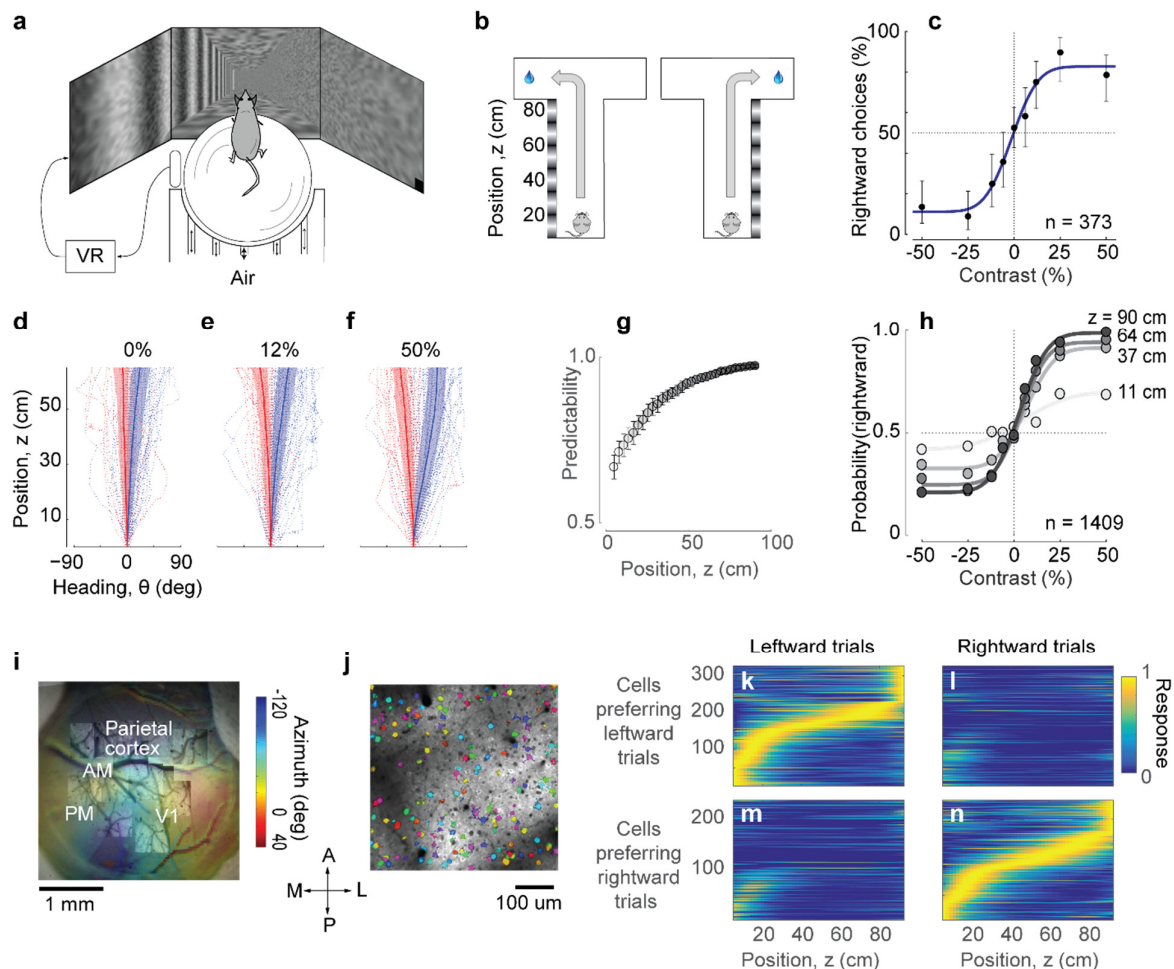 a
VR
Air
b
Position ,z (cm)
80
60
40
20
c
Rightward choices (%)
100
50
0
n = 373
-50 -25 0 25 50
Contrast (%)
d
e
f
0%
12%
50%
Position, z (cm)
50
30
10
−90 0 90
Heading, θ (deg)
g
Predictability
1.0
0.5
0 50 100
Position, z (cm)
h
Probability(rightward)
1.0
0.5
0
z = 90 cm
64 cm
37 cm
11 cm
n = 1409
-50 -25 0 25 50
Contrast (%)
i
Parietal
cortex
AM
PM
V1
1 mm
-120
40
Azimuth (deg)
A
M L
P
j
100 um
Leftward trials
Rightward trials
Cells
preferring
leftward
trials
300
200
100
k
l
1
0
Response
Cells
preferring
rightward
trials
200
100
m
n
20 40 60 80
Position, z (cm)
20 40 60 80
Position, z (cm)